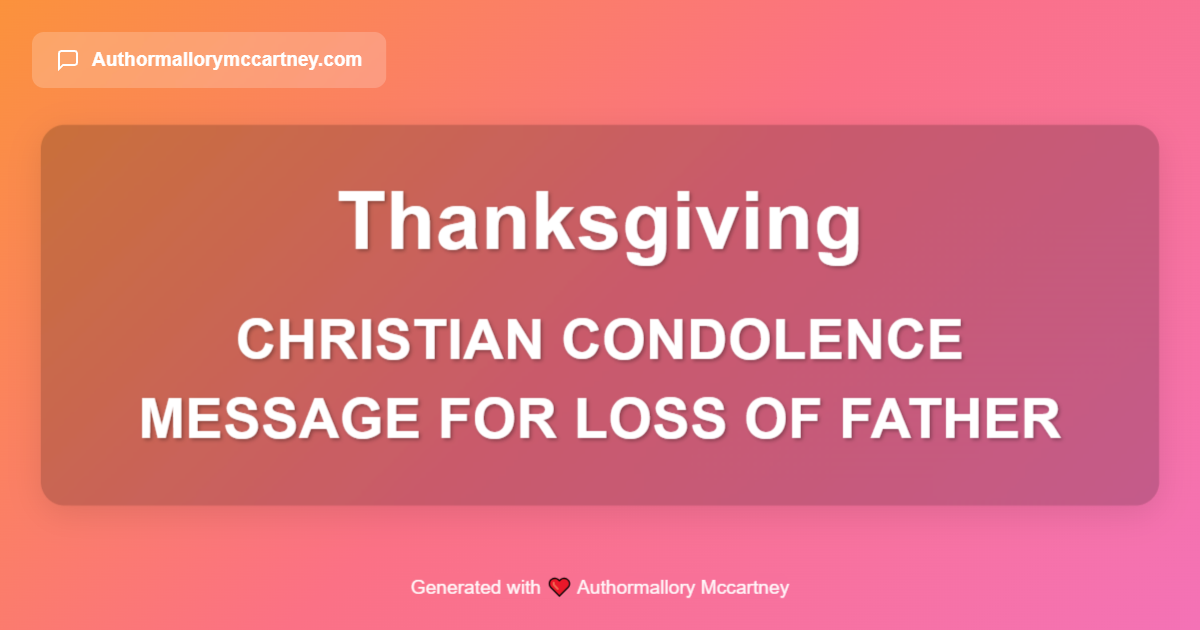 Authormallorymccartney.com
Thanksgiving
CHRISTIAN CONDOLENCE
MESSAGE FOR LOSS OF FATHER
Generated with ❤️ Authormallory Mccartney